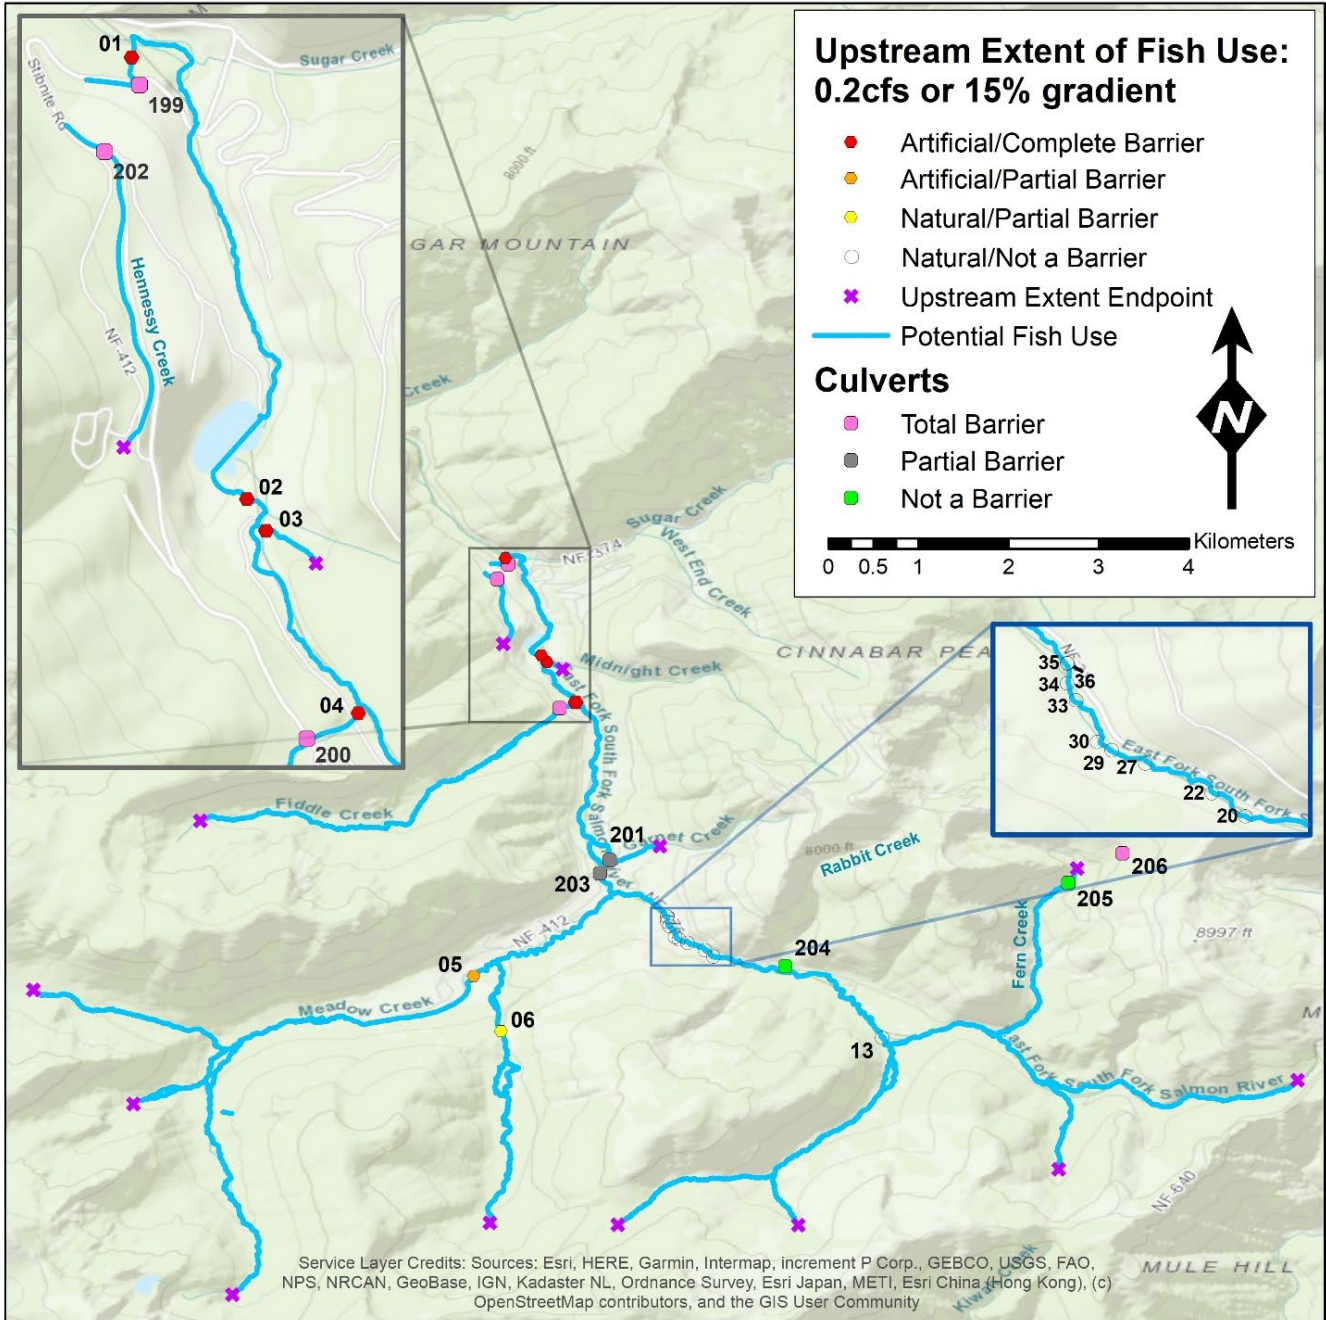 Upstream Extent of Fish Use:
0.2cfs or 15% gradient
Artificial/Complete Barrier
Artificial/Partial Barrier
Natural/Partial Barrier
Natural/Not a Barrier
Upstream Extent Endpoint
Potential Fish Use
Culverts
Total Barrier
Partial Barrier
Not a Barrier
N
Kilometers
0 0.5 1 2 3 4
01
Sugar Creek
Stibnite Rd
199
202
Hennessy Creek
NF-412
02
03
04
200
8000 ft
GAR MOUNTAIN
Creek
Sugar Creek
NF-374
West End Creek
CINNABAR PEA
Midnight Creek
East Fork South Fork Salmon River
Fiddle Creek
201
Garnet Creek
203
8000 ft
Rabbit Creek
35
36
34
33
30
29
27
East Fork South Fork S
22
20
206
205
Fern Creek
8997 ft
NF-412
204
05
Meadow Creek
06
13
East Fork South Fork Salmon River
M
NF-640
MULE HILL
Service Layer Credits: Sources: Esri, HERE, Garmin, Intermap, increment P Corp., GEBCO, USGS, FAO,
NPS, NRCAN, GeoBase, IGN, Kadaster NL, Ordnance Survey, Esri Japan, METI, Esri China (Hong Kong), (c)
OpenStreetMap contributors, and the GIS User Community